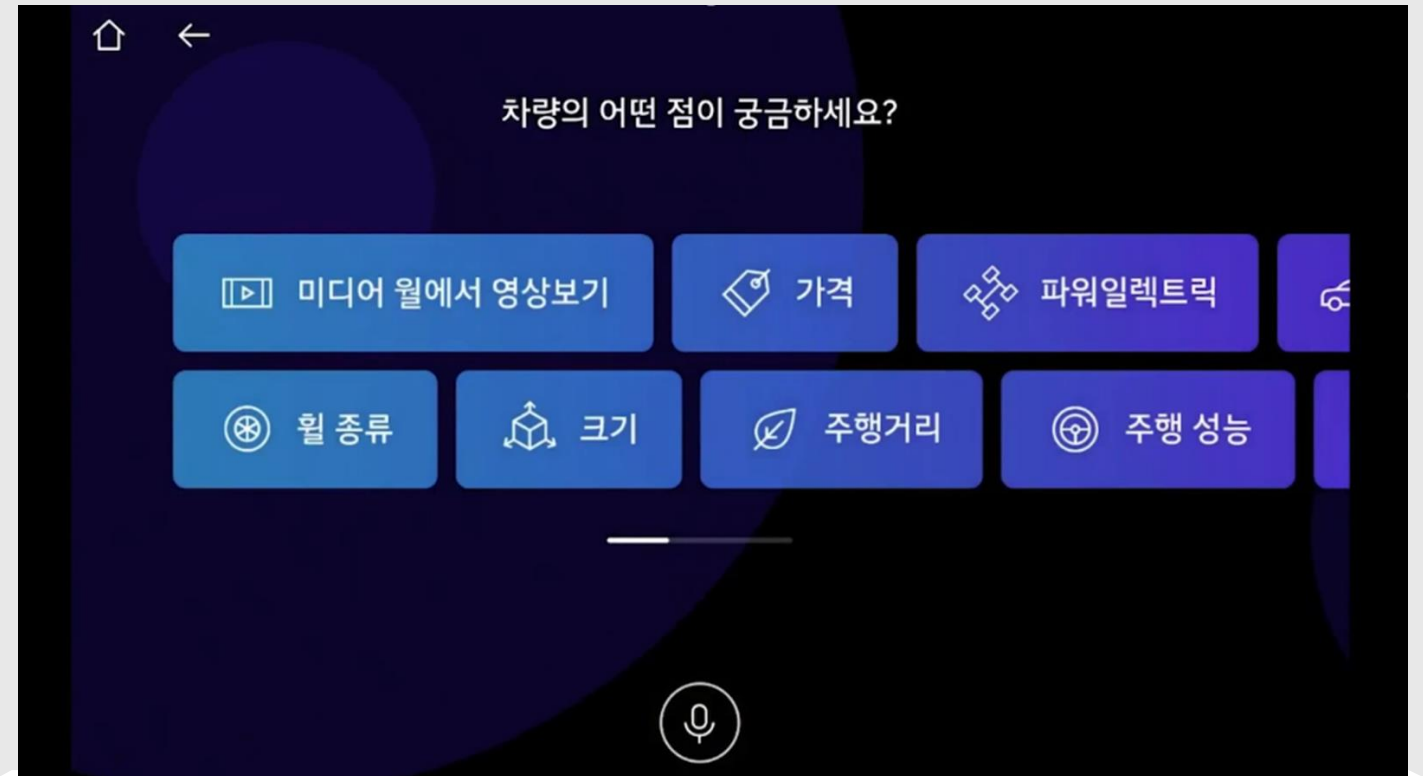 차량의 어떤 점이 궁금하세요?
미디어 월에서 영상보기
가격
파워일렉트릭
휠 종류
크기
주행거리
주행 성능